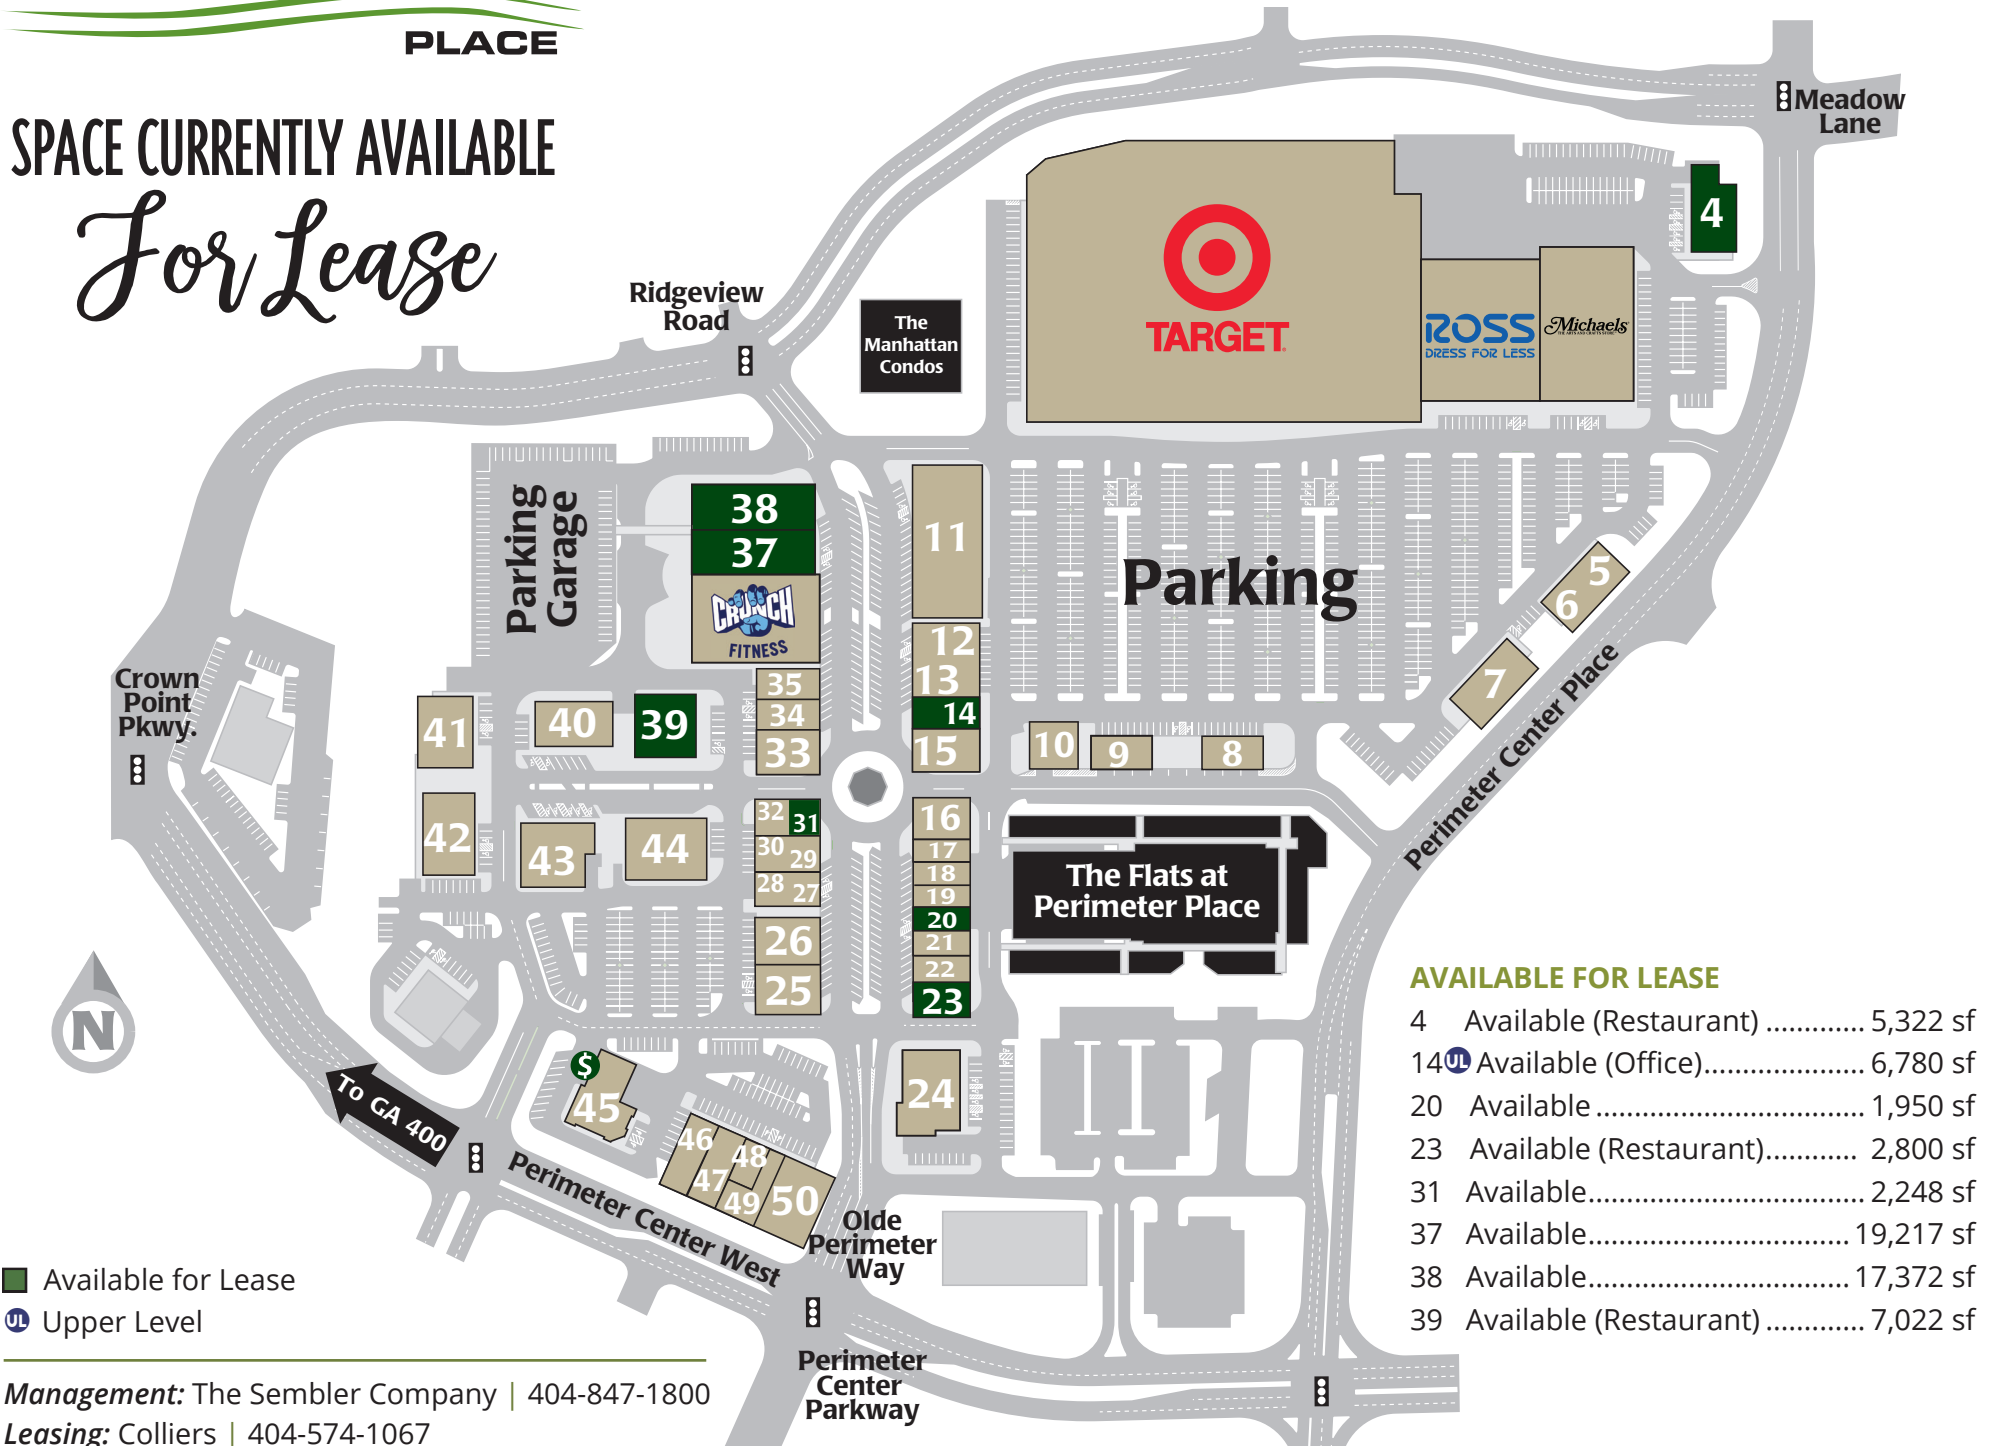 PLACE
SPACE CURRENTLY AVAILABLE
For Lease
Meadow
Lane
4
TARGET
ROSS
DRESS FOR LESS
Michaels
Ridgeview
Road
The
Manhattan
Condos
Parking
Garage
38
37
CRUNCH
FITNESS
11
Parking
5
6
7
12
13
14
15
35
34
33
41
40
39
10
9
8
Crown
Point
Pkwy.
Perimeter Center Place
42
43
44
32
31
30
29
28
27
26
25
16
17
18
19
20
21
22
23
The Flats at
Perimeter Place
N
To GA 400
$
45
24
46
47
48
49
50
Perimeter Center West
Olde
Perimeter
Way
Perimeter
Center
Parkway
AVAILABLE FOR LEASE
4 Available (Restaurant) ............. 5,322 sf
14 UL Available (Office)..................... 6,780 sf
20 Available ................................... 1,950 sf
23 Available (Restaurant)............ 2,800 sf
31 Available.................................... 2,248 sf
37 Available.................................. 19,217 sf
38 Available.................................. 17,372 sf
39 Available (Restaurant) ............. 7,022 sf
Available for Lease
UL Upper Level
Management: The Sembler Company | 404-847-1800
Leasing: Colliers | 404-574-1067